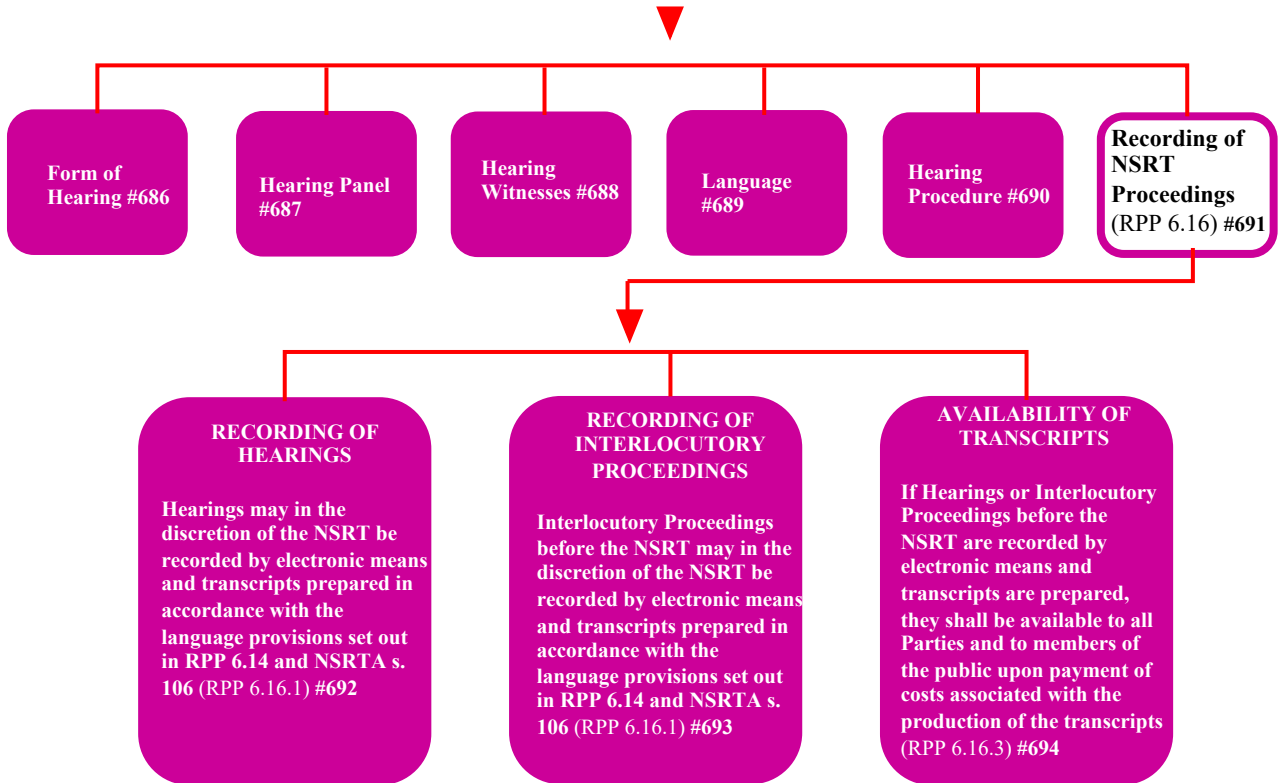 Form of
Hearing #686
Hearing Panel
#687
Hearing
Witnesses #688
Language
#689
Hearing
Procedure #690
Recording of
NSRT
Proceedings
(RPP 6.16) #691
RECORDING OF
HEARINGS
Hearings may in the
discretion of the NSRT be
recorded by electronic means
and transcripts prepared in
accordance with the
language provisions set out
in RPP 6.14 and NSRTA s.
106 (RPP 6.16.1) #692
RECORDING OF
INTERLOCUTORY
PROCEEDINGS
Interlocutory Proceedings
before the NSRT may in the
discretion of the NSRT be
recorded by electronic means
and transcripts prepared in
accordance with the
language provisions set out
in RPP 6.14 and NSRTA s.
106 (RPP 6.16.1) #693
AVAILABILITY OF
TRANSCRIPTS
If Hearings or Interlocutory
Proceedings before the
NSRT are recorded by
electronic means and
transcripts are prepared,
they shall be available to all
Parties and to members of
the public upon payment of
costs associated with the
production of the transcripts
(RPP 6.16.3) #694